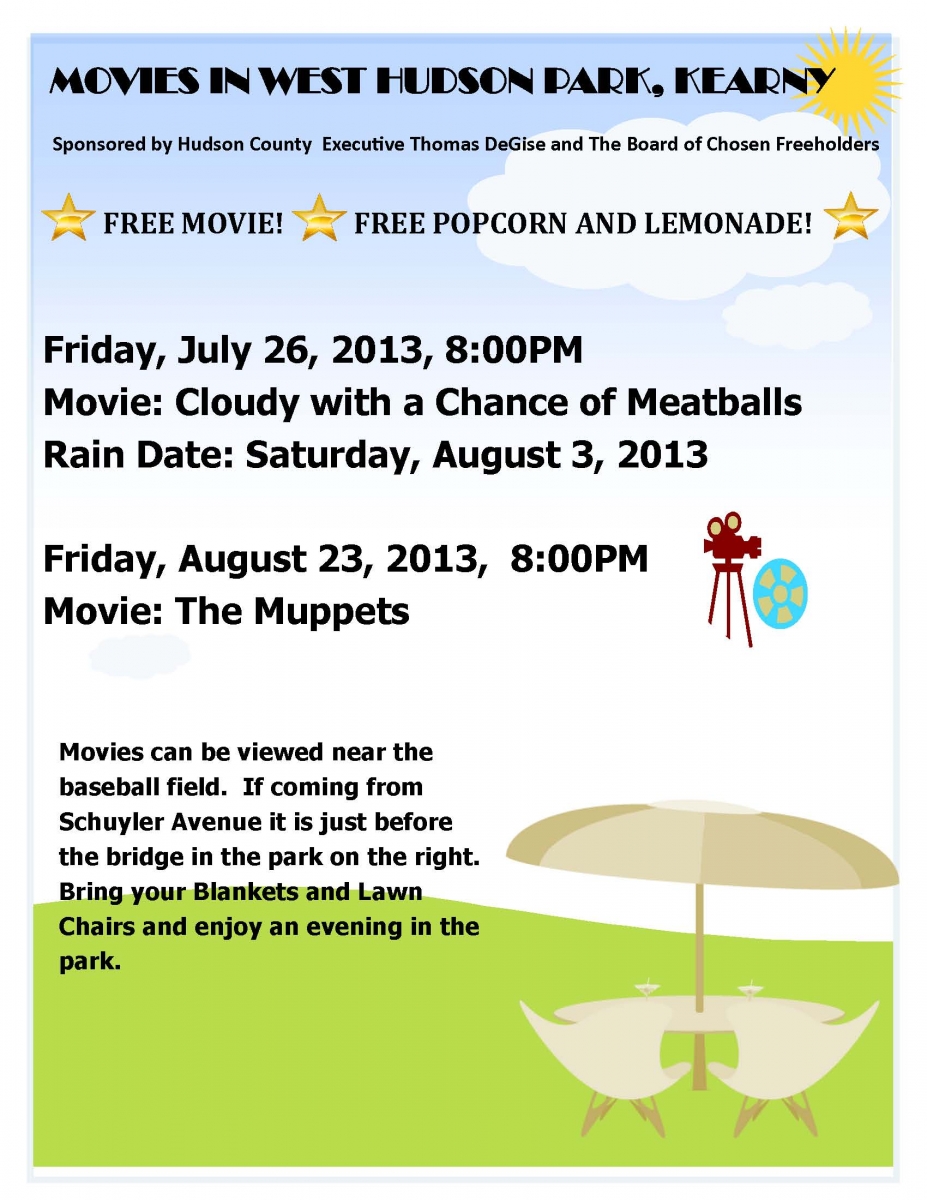 MOVIES IN WEST HUDSON PARK, KEARNY
Sponsored by Hudson County  Executive Thomas DeGise and The Board of Chosen Freeholders
FREE MOVIE! FREE POPCORN AND LEMONADE!
Friday, July 26, 2013, 8:00PM
Movie: Cloudy with a Chance of Meatballs
Rain Date: Saturday, August 3, 2013
Friday, August 23, 2013,  8:00PM
Movie: The Muppets
Movies can be viewed near the
baseball field.  If coming from
Schuyler Avenue it is just before
the bridge in the park on the right.
Bring your Blankets and Lawn
Chairs and enjoy an evening in the
park.